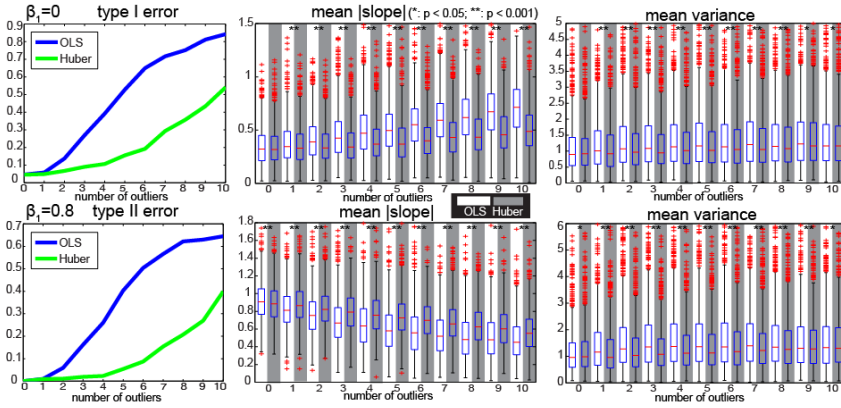 β1=0 type I error
mean |slope| (*: p < 0.05; **: p < 0.001)
mean variance
OLS
Huber
0.9
0.8
0.7
0.6
0.5
0.4
0.3
0.2
0.1
0
0 1 2 3 4 5 6 7 8 9 10
number of outliers
1.5
1
0.5
0
** ** ** ** ** ** ** ** ** **
0 1 2 3 4 5 6 7 8 9 10
number of outliers
5
4.5
4
3.5
3
2.5
2
1.5
1
0.5
0
** ** ** ** ** ** ** ** * **
0 1 2 3 4 5 6 7 8 9 10
number of outliers
OLS Huber
β1=0.8 type II error
mean |slope|
mean variance
OLS
Huber
0.7
0.6
0.5
0.4
0.3
0.2
0.1
0
0 1 2 3 4 5 6 7 8 9 10
number of outliers
1.8
1.6
1.4
1.2
1
0.8
0.6
0.4
0.2
0
** ** ** ** ** ** ** ** ** ** **
0 1 2 3 4 5 6 7 8 9 10
number of outliers
6
5
4
3
2
1
0
* ** ** ** ** ** ** ** ** ** *
0 1 2 3 4 5 6 7 8 9 10
number of outliers